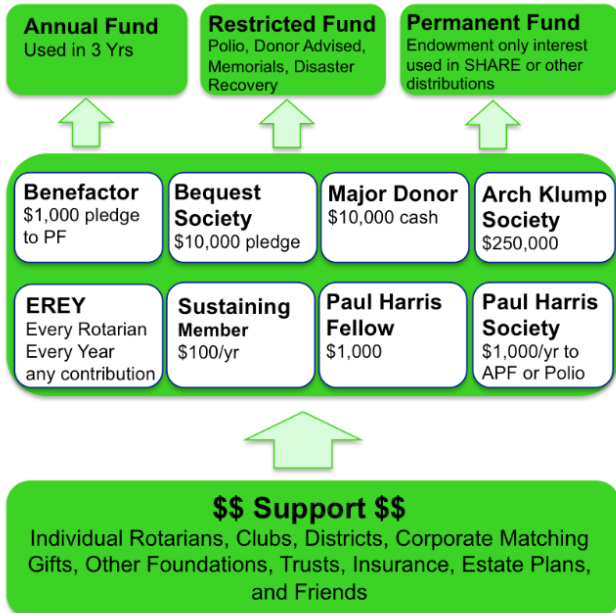 Annual Fund
Used in 3 Yrs
Restricted Fund
Polio, Donor Advised,
Memorials, Disaster
Recovery
Permanent Fund
Endowment only interest
used in SHARE or other
distributions
Benefactor
$1,000 pledge
to PF
Bequest
Society
$10,000 pledge
Major Donor
$10,000 cash
Arch Klump
Society
$250,000
EREY
Every Rotarian
Every Year
any contribution
Sustaining
Member
$100/yr
Paul Harris
Fellow
$1,000
Paul Harris
Society
$1,000/yr to
APF or Polio
$$ Support $$
Individual Rotarians, Clubs, Districts, Corporate Matching
Gifts, Other Foundations, Trusts, Insurance, Estate Plans,
and Friends